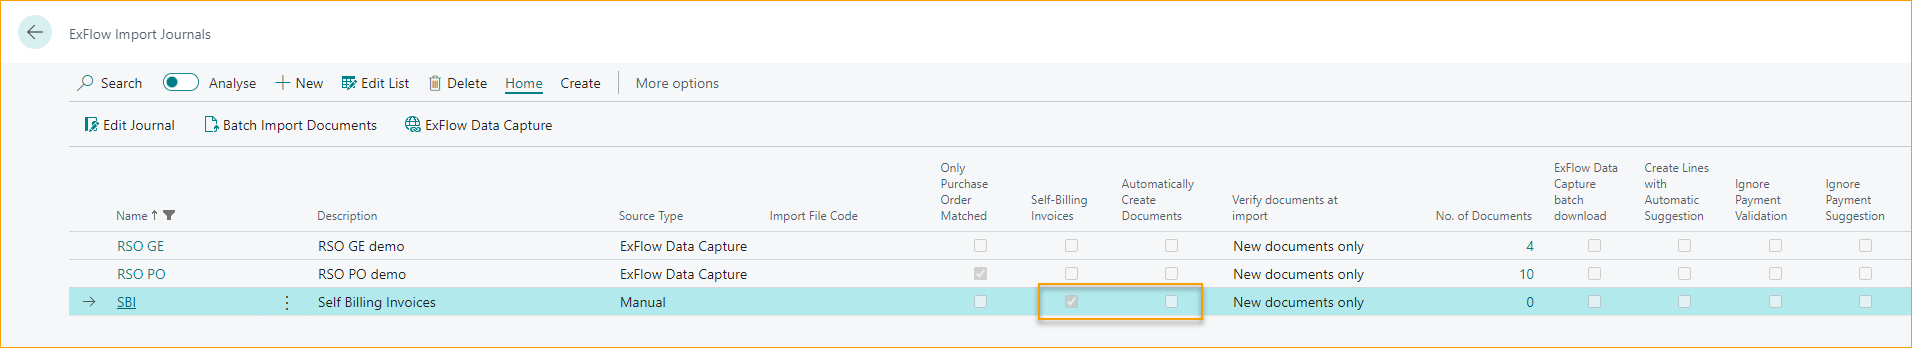 ExFlow Import Journals
Search Analyse New Edit List Delete Home Create More options
Edit Journal Batch Import Documents ExFlow Data Capture
Name Description Source Type Import File Code Only Purchase Order Matched Self-Billing Invoices Automatically Create Documents Verify documents at import No. of Documents ExFlow Data Capture batch download Create Lines with Automatic Suggestion Ignore Payment Validation Ignore Payment Suggestion
RSO GE RSO GE demo ExFlow Data Capture New documents only 4
RSO PO RSO PO demo ExFlow Data Capture New documents only 10
SBI Self Billing Invoices Manual New documents only 0